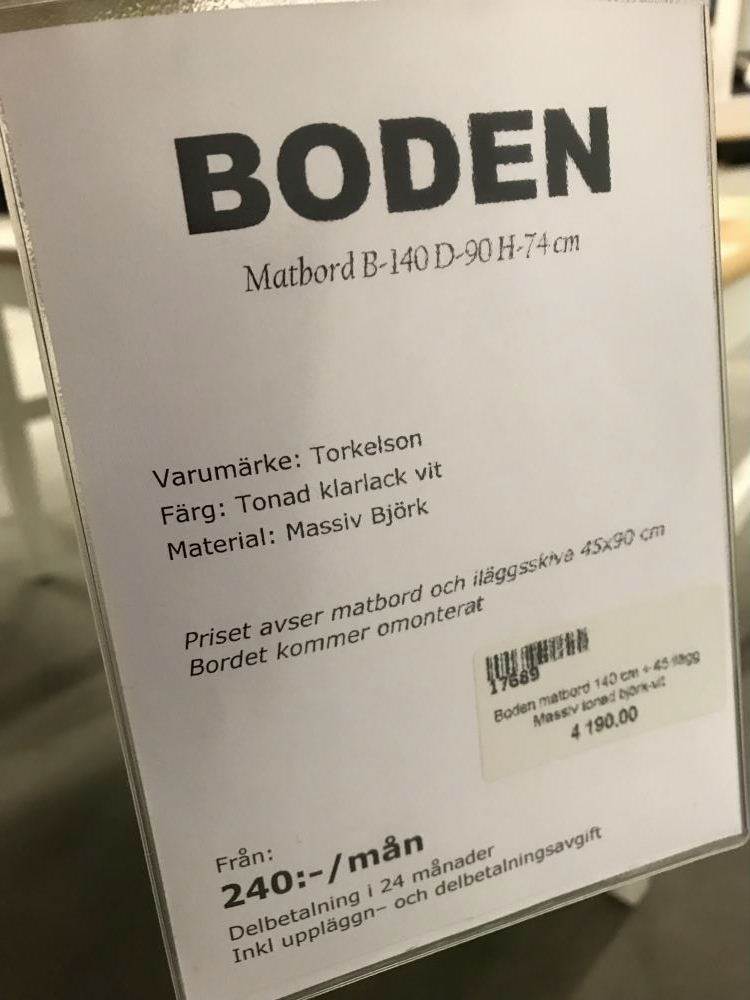 BODEN
Matbord B-140 D-90 H-74 cm
Varumärke: Torkelson
Färg: Tonad klarlack vit
Material: Massiv Björk
Priset avser matbord och iläggsskiva 45x90 cm
Bordet kommer omonterat
17689
Boden matbord 140 cm + 45 ilägg
Massiv tonad björk-vit
4 190.00
Från:
240:-/mån
Delbetalning i 24 månader
Inkl uppläggn- och delbetalningsavgift